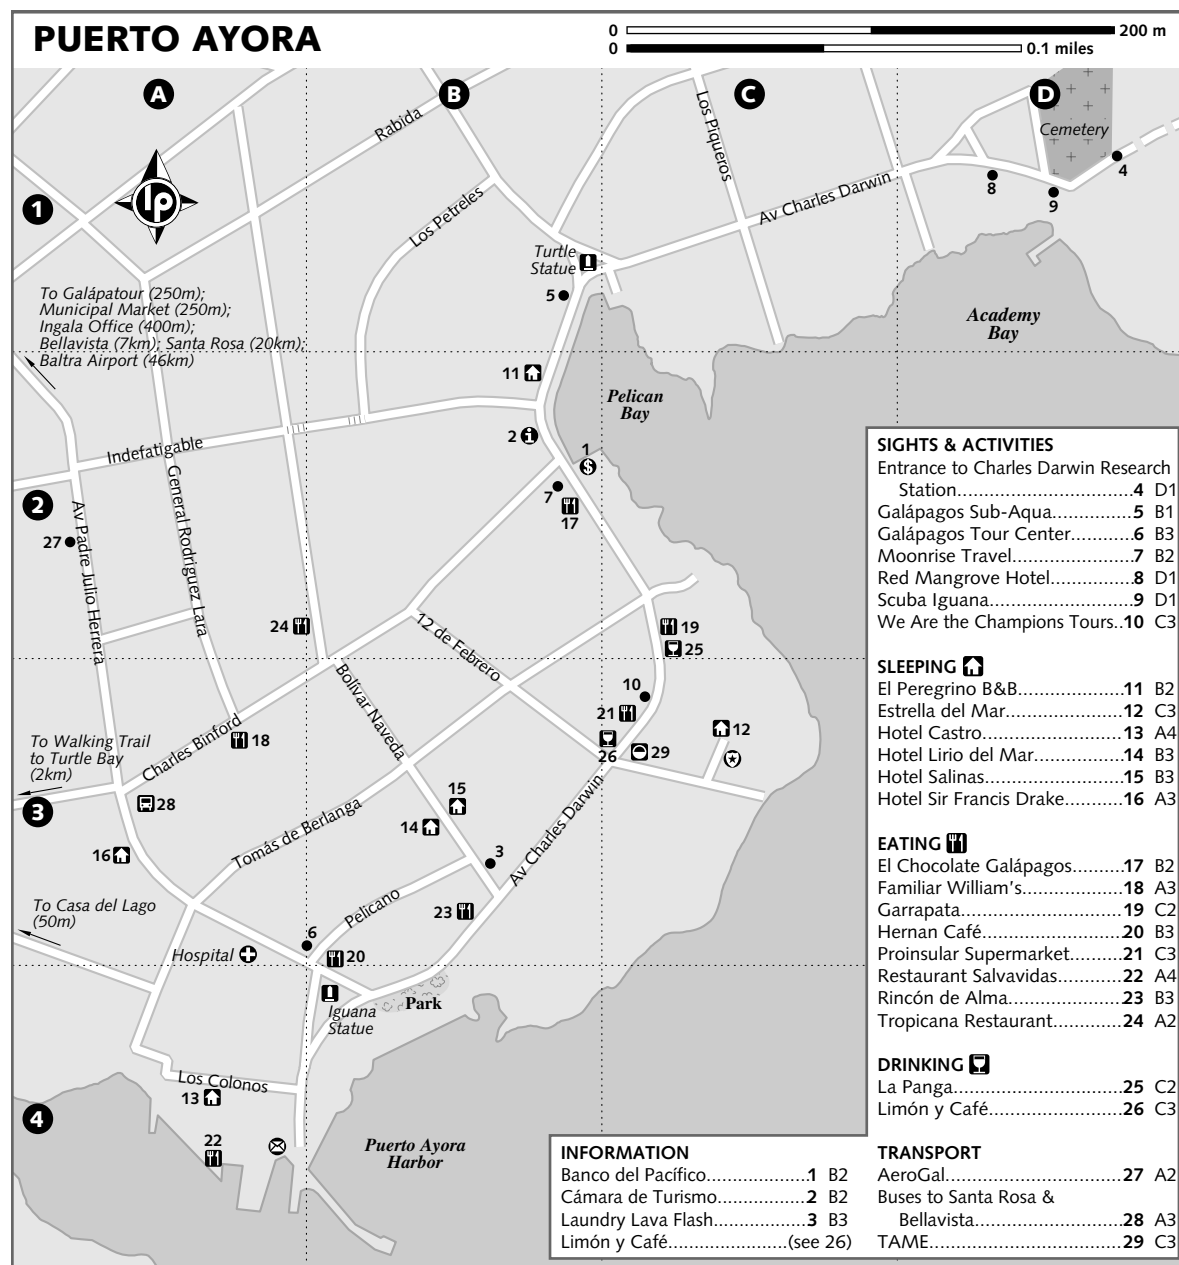 PUERTO AYORA
0 200 m
0 0.1 miles
A
B
C
D
1
2
3
4
lp
Rabida
Los Petreles
Los Piqueros
Av Charles Darwin
Cemetery
4
8
9
Turtle
Statue
5
To Galápatour (250m);
Municipal Market (250m);
Ingala Office (400m);
Bellavista (7km); Santa Rosa (20km);
Baltra Airport (46km)
Academy
Bay
Pelican
Bay
11
2
1
$
7
17
Indefatigable
General Rodriguez Lara
Av Padre Julio Herrera
27
24
12 de Febrero
19
25
10
21
26
29
12
Bolívar Naveda
Charles Binford
18
To Walking Trail
to Turtle Bay
(2km)
28
16
Tomás de Berlanga
15
14
3
Av Charles Darwin
Pelicano
23
To Casa del Lago
(50m)
Hospital
6
20
Iguana
Statue
Park
Los Colonos
13
22
Puerto Ayora
Harbor
SIGHTS & ACTIVITIES
Entrance to Charles Darwin Research
Station................................4 D1
Galápagos Sub-Aqua..................5 B1
Galápagos Tour Center............6 B3
Moonrise Travel......................7 B2
Red Mangrove Hotel...............8 D1
Scuba Iguana..........................9 D1
We Are the Champions Tours..10 C3
SLEEPING
El Peregrino B&B...................11 B2
Estrella del Mar.....................12 C3
Hotel Castro.........................13 A4
Hotel Lirio del Mar................14 B3
Hotel Salinas.........................15 B3
Hotel Sir Francis Drake..........16 A3
EATING
El Chocolate Galápagos.........17 B2
Familiar William's..................18 A3
Garrapata.............................19 C2
Hernan Café.........................20 B3
Proinsular Supermarket.........21 C3
Restaurant Salvavidas............22 A4
Rincón de Alma.....................23 B3
Tropicana Restaurant............24 A2
DRINKING
La Panga...............................25 C2
Limón y Café........................26 C3
INFORMATION
Banco del Pacífico...................1 B2
Cámara de Turismo.................2 B2
Laundry Lava Flash.................3 B3
Limón y Café......................(see 26)
TRANSPORT
AeroGal................................27 A2
Buses to Santa Rosa &
Bellavista..........................28 A3
TAME...................................29 C3